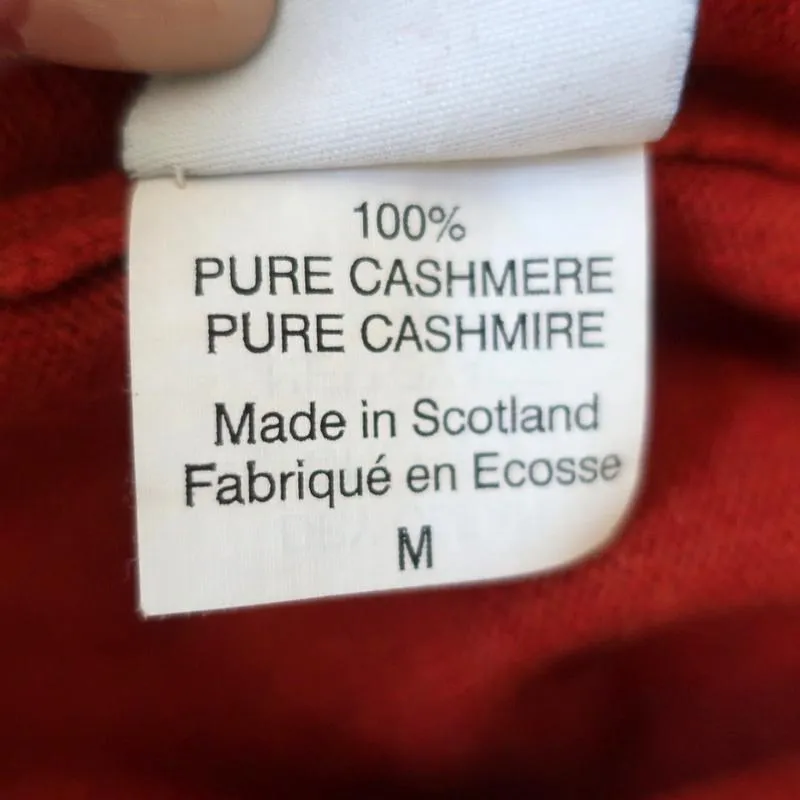 100%
PURE CASHMERE
PURE CASHMIRE
Made in Scotland
Fabriqué en Ecosse
M